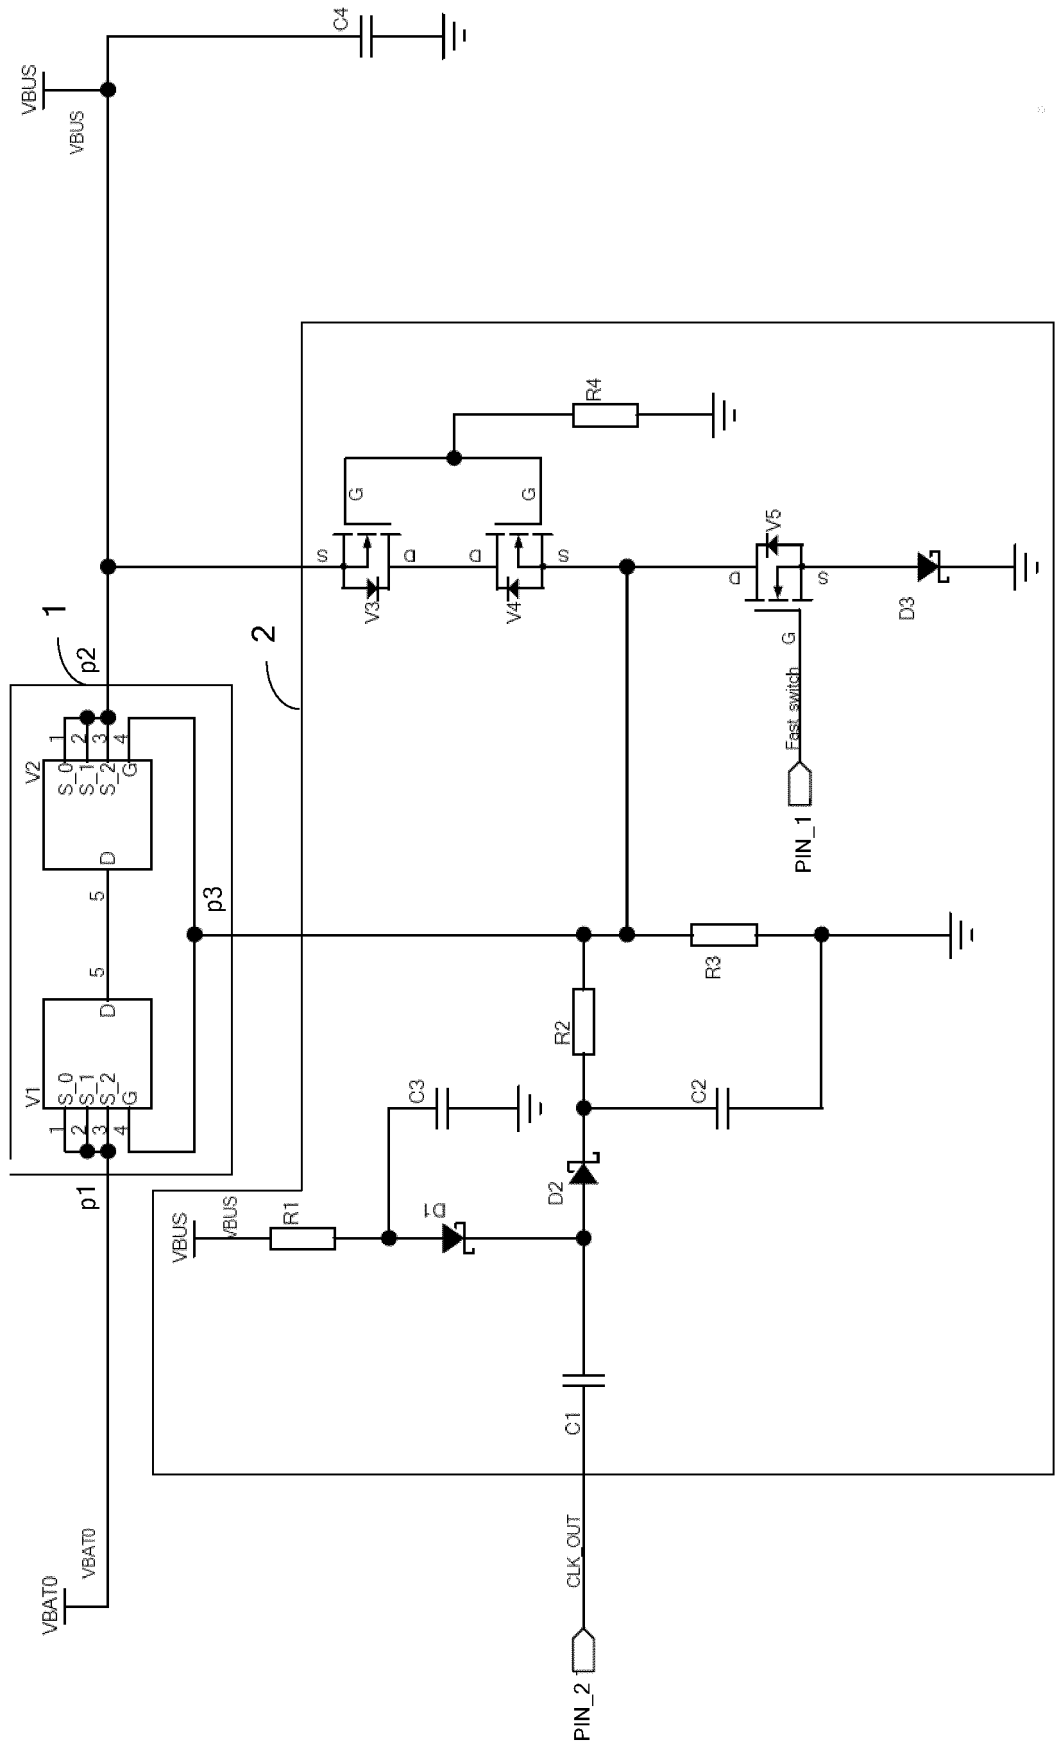 VBAT0
VBAT0
p1
V1
1
2
3
4
S_0
S_1
S_2
G
D
5
5
p3
V2
D
S_0
S_1
S_2
G
1
2
3
4
p2
1
VBUS
VBUS
C4
2
VBUS
VBUS
R1
C3
D1
D2
R2
C2
R3
C1
CLK_OUT
PIN_2
S
G
D
V3
D
G
S
V4
R4
D
V5
S
G
Fast_switch
PIN_1
D3